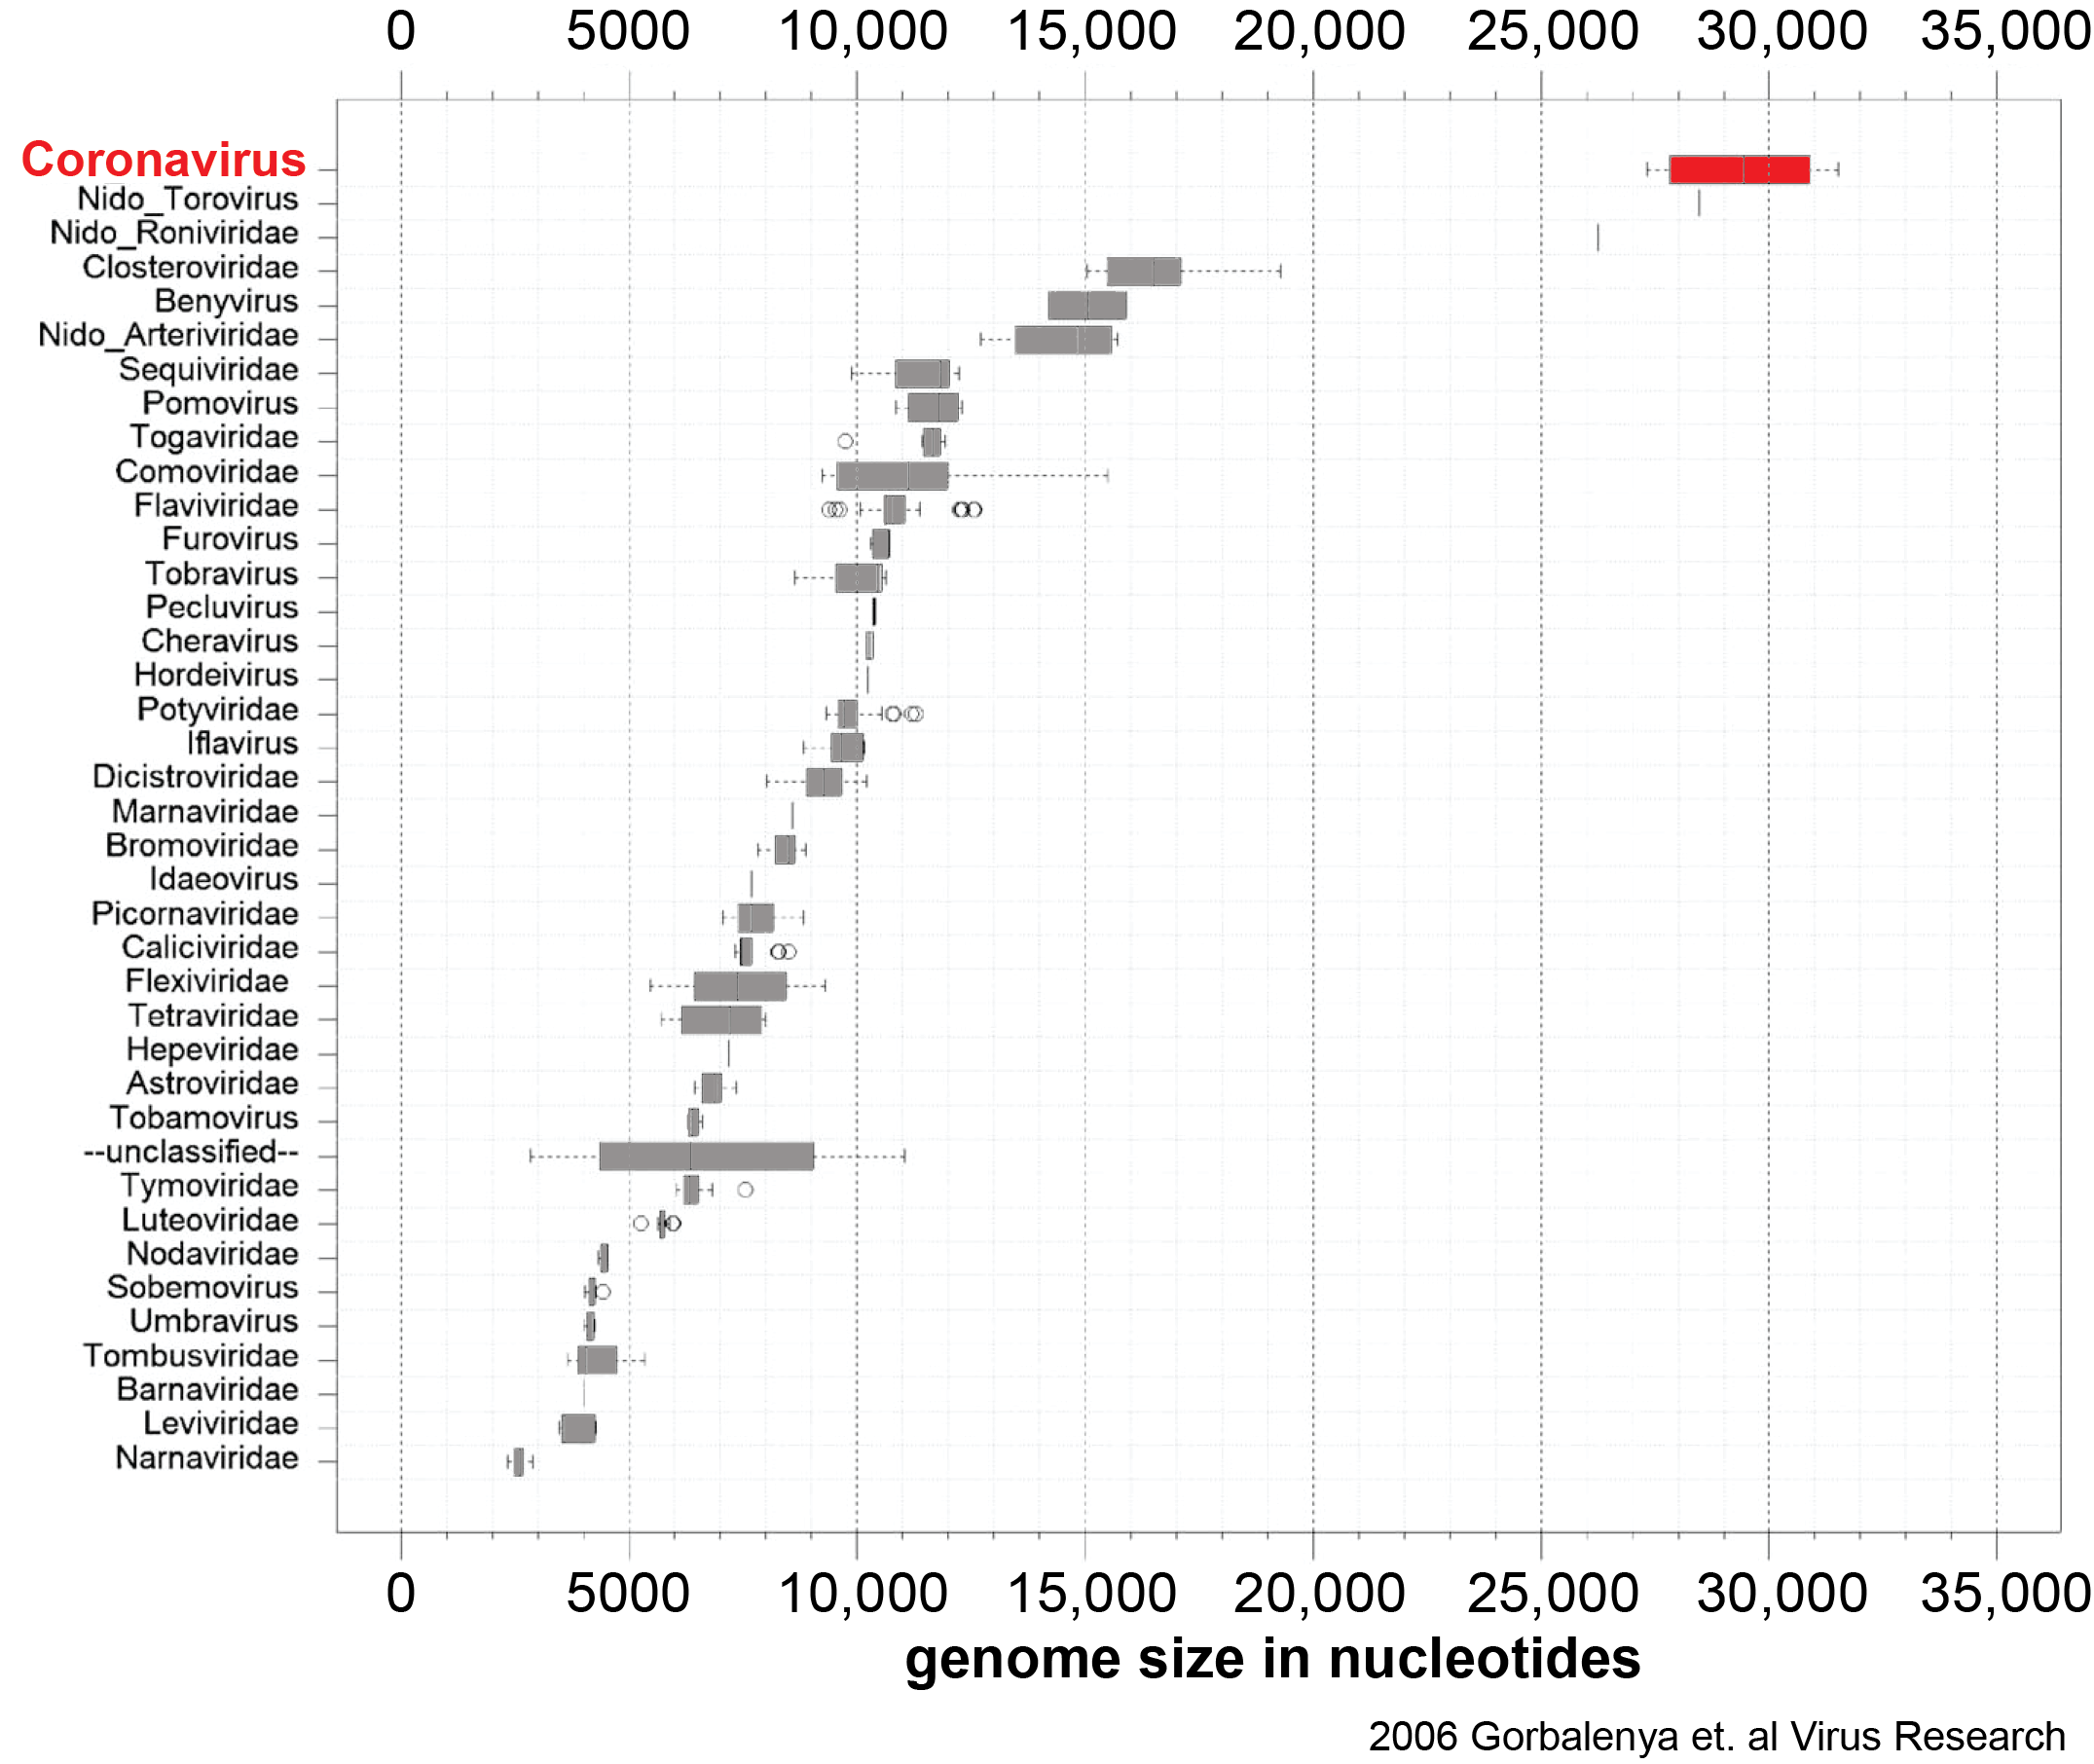 0 5000 10,000 15,000 20,000 25,000 30,000 35,000
Coronavirus
Nido_Torovirus
Nido_Roniviridae
Closteroviridae
Benyvirus
Nido_Arteriviridae
Sequiviridae
Pomovirus
Togaviridae
Comoviridae
Flaviviridae
Furovirus
Tobravirus
Pecluvirus
Cheravirus
Hordeivirus
Potyviridae
Iflavirus
Dicistroviridae
Marnaviridae
Bromoviridae
Idaeovirus
Picornaviridae
Caliciviridae
Flexiviridae
Tetraviridae
Hepeviridae
Astroviridae
Tobamovirus
--unclassified--
Tymoviridae
Luteoviridae
Nodaviridae
Sobemovirus
Umbravirus
Tombusviridae
Barnaviridae
Leviviridae
Narnaviridae
0 5000 10,000 15,000 20,000 25,000 30,000 35,000
genome size in nucleotides
2006 Gorbalenya et. al Virus Research